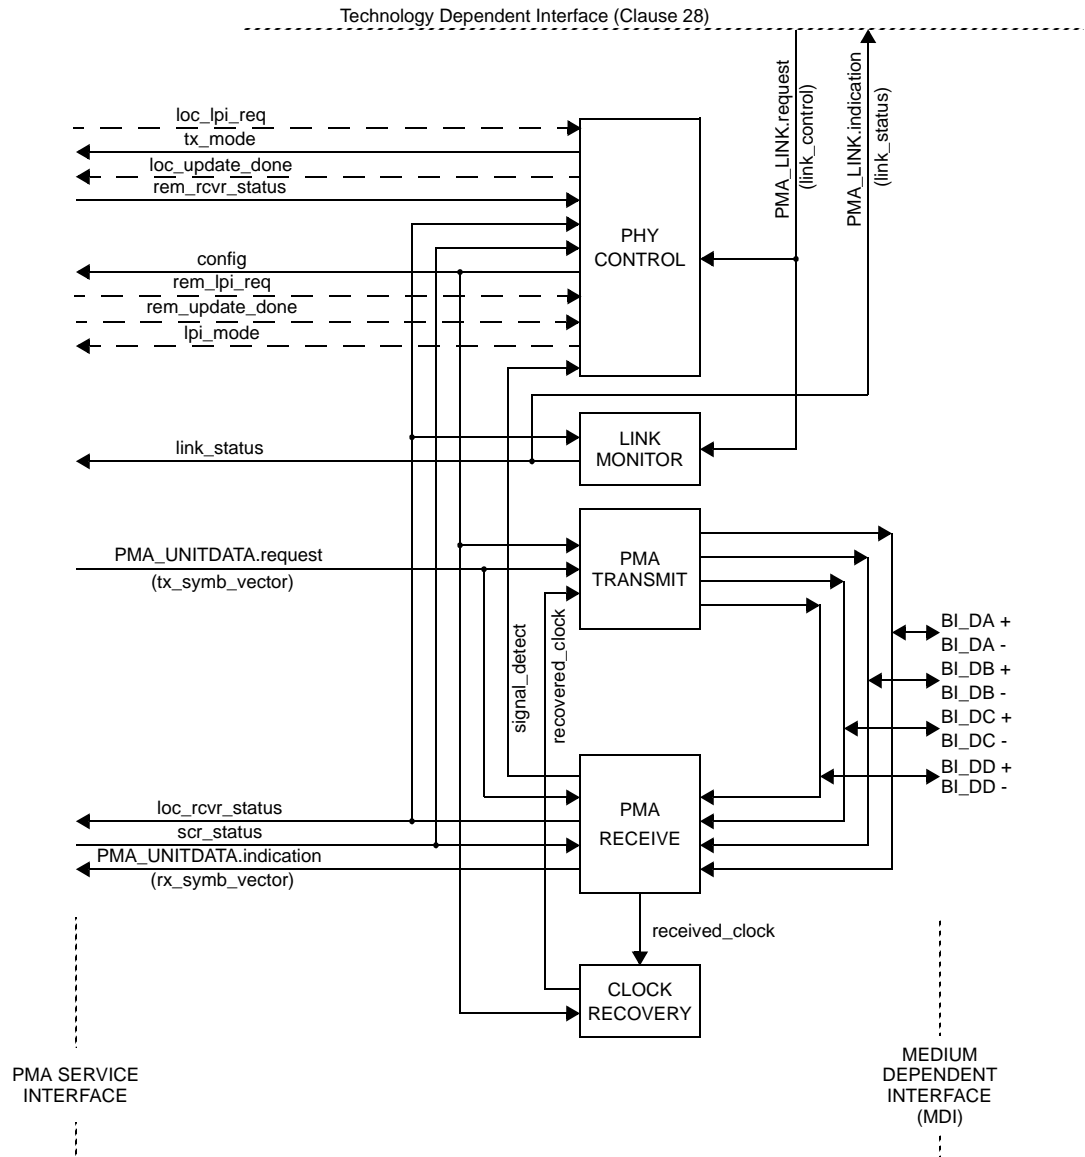 Technology Dependent Interface (Clause 28)
PMA_LINK.request
(link_control)
PMA_LINK.indication
(link_status)
loc_lpi_req
tx_mode
loc_update_done
rem_rcvr_status
PHY
CONTROL
config
rem_lpi_req
rem_update_done
lpi_mode
LINK
MONITOR
link_status
PMA_UNITDATA.request
(tx_symb_vector)
PMA
TRANSMIT
signal_detect
recovered_clock
BI_DA +
BI_DA -
BI_DB +
BI_DB -
BI_DC +
BI_DC -
BI_DD +
BI_DD -
loc_rcvr_status
scr_status
PMA_UNITDATA.indication
(rx_symb_vector)
PMA
RECEIVE
received_clock
CLOCK
RECOVERY
PMA SERVICE
INTERFACE
MEDIUM
DEPENDENT
INTERFACE
(MDI)